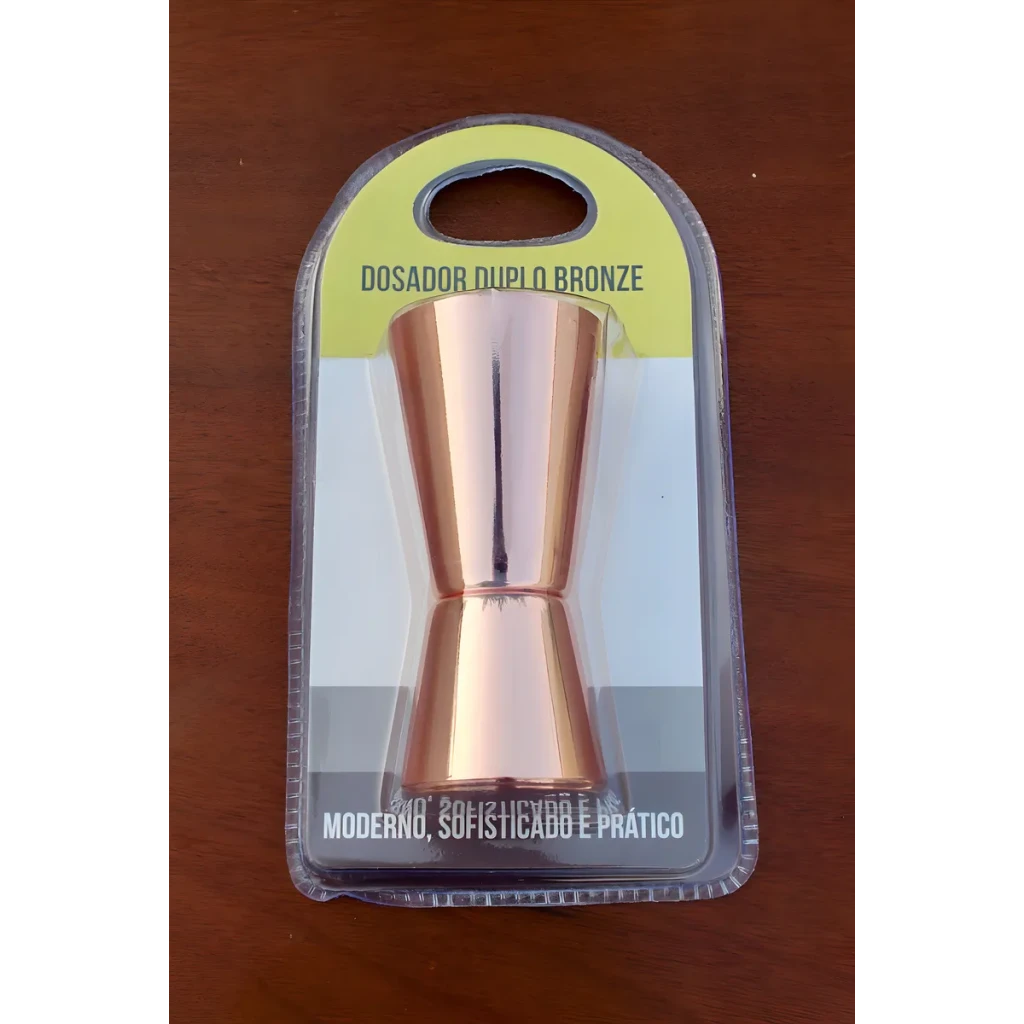 DOSADOR DUPLO BRONZE
MODERNO, SOFISTICADO E PRÁTICO